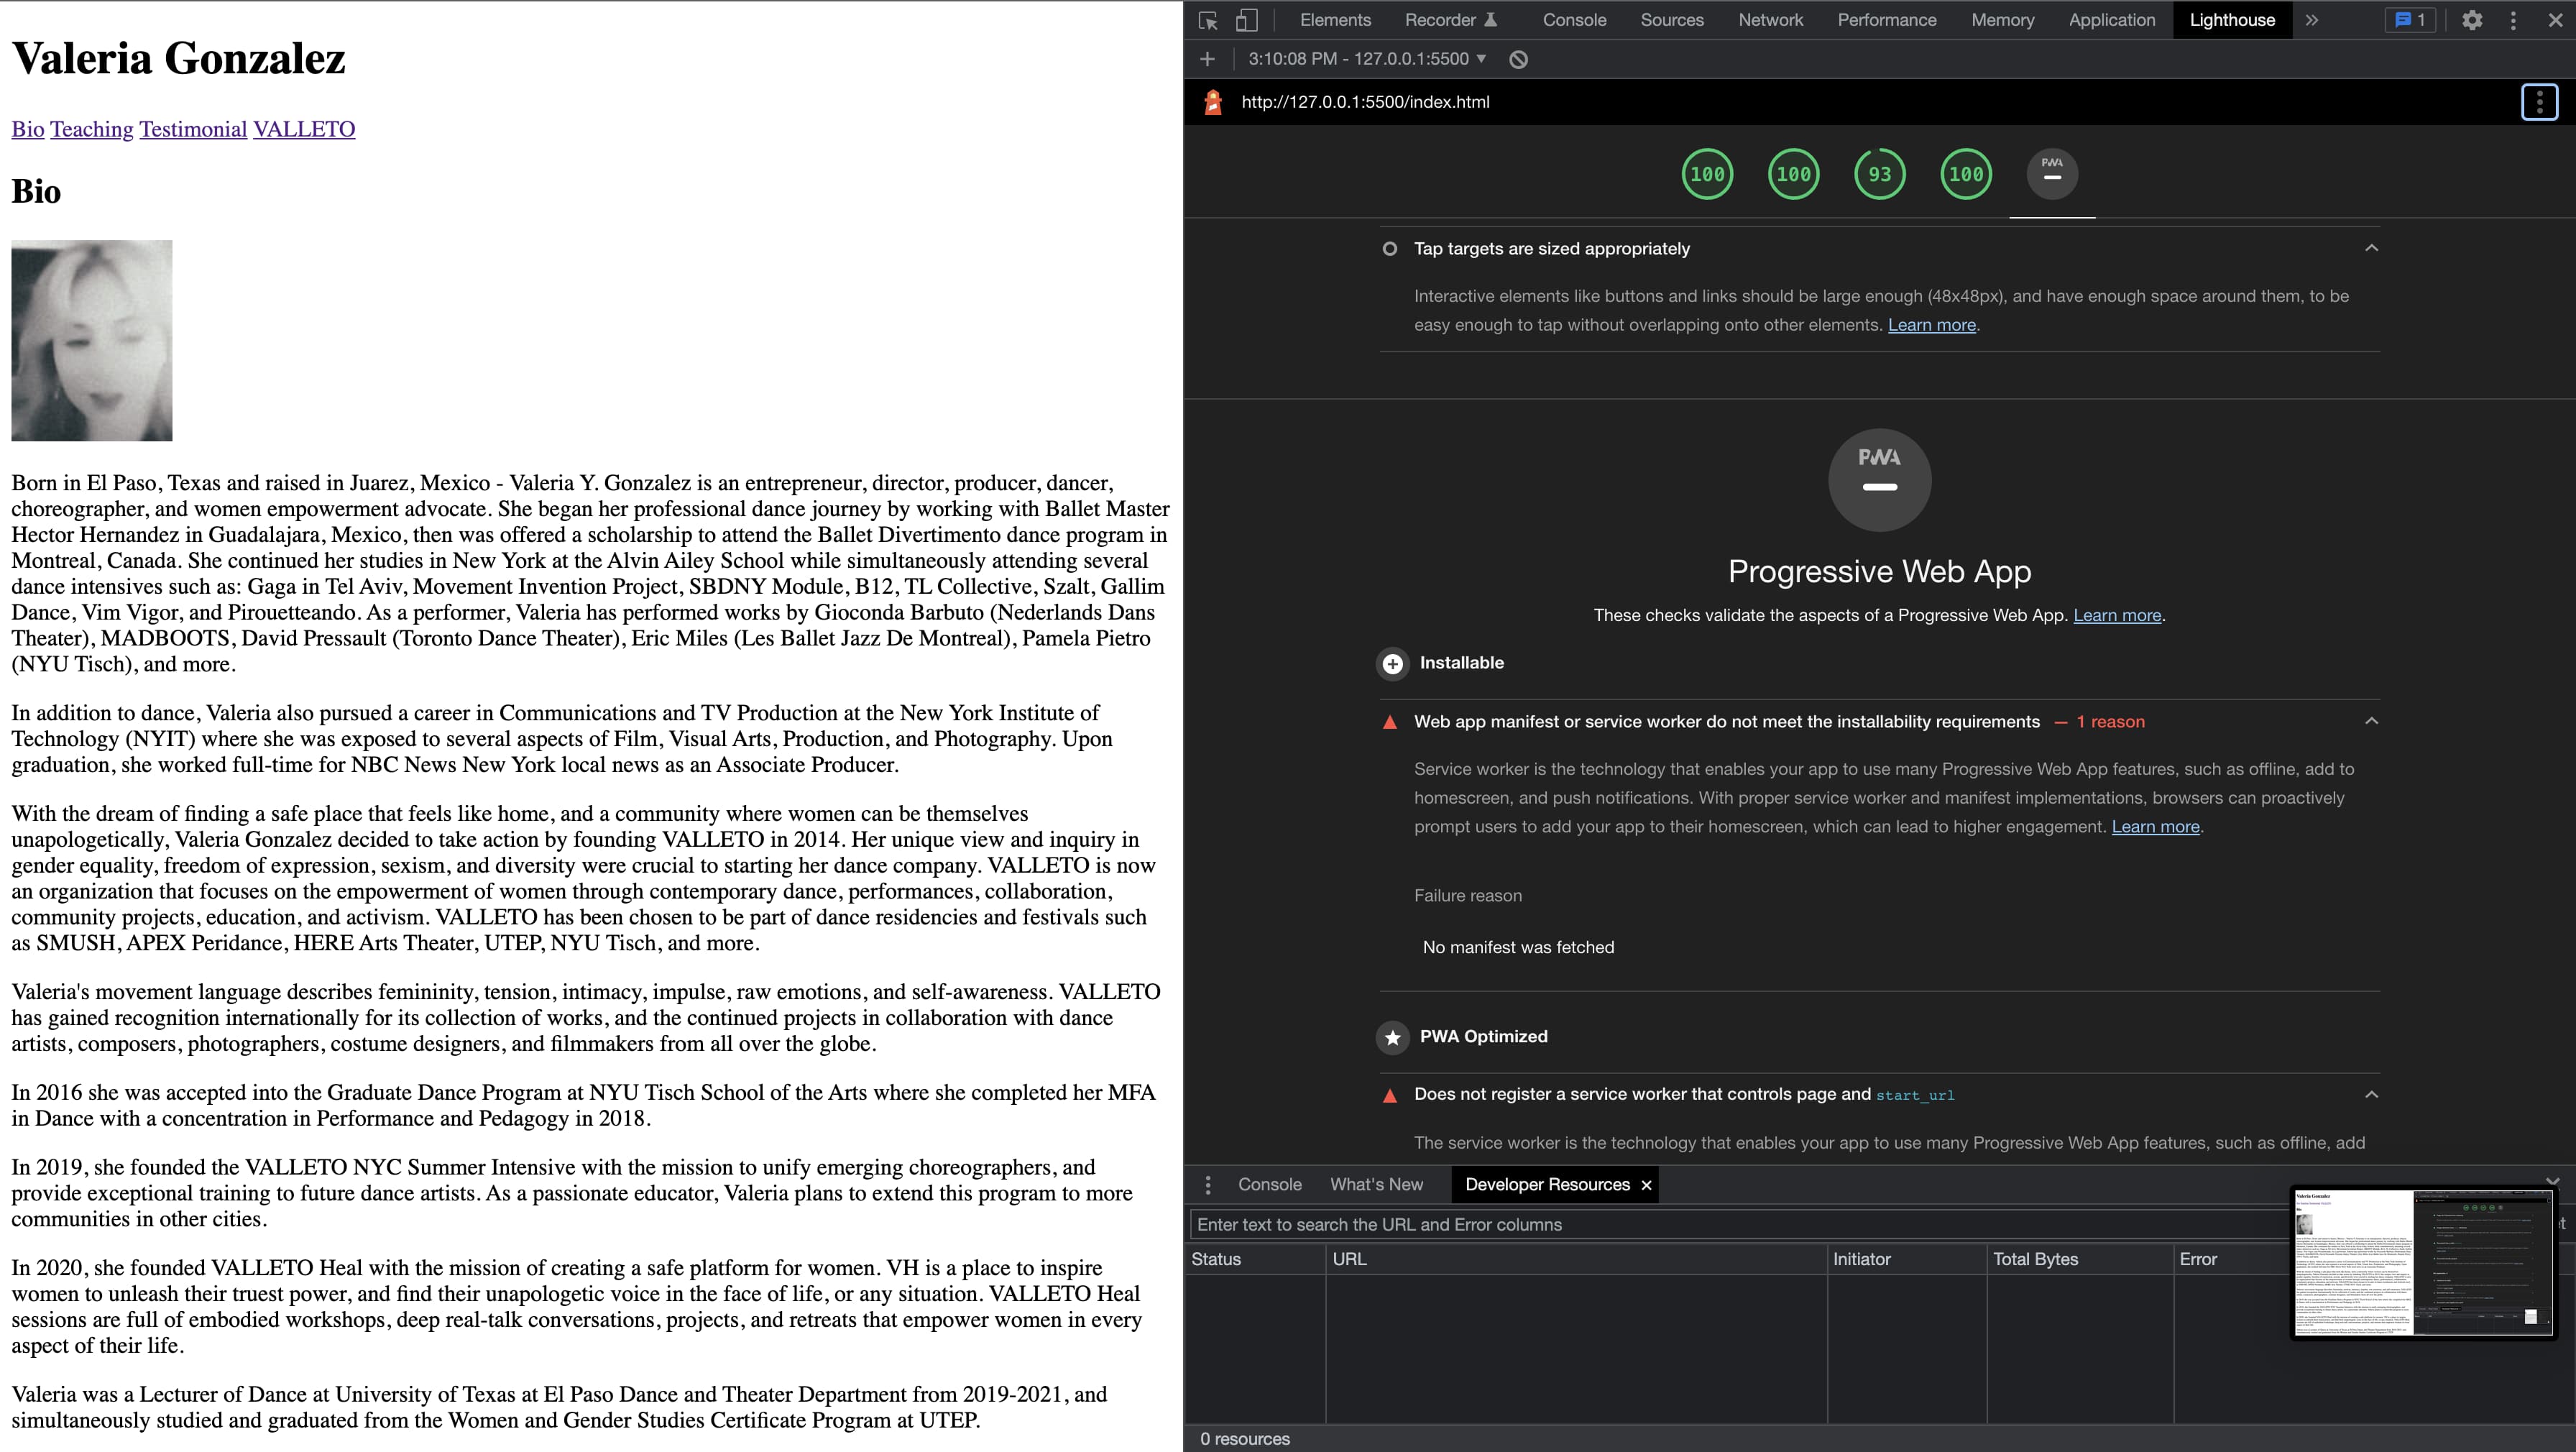 Valeria Gonzalez
Bio Teaching Testimonial VALLETO
Bio
Born in El Paso, Texas and raised in Juarez, Mexico - Valeria Y. Gonzalez is an entrepreneur, director, producer, dancer,
choreographer, and women empowerment advocate. She began her professional dance journey by working with Ballet Master
Hector Hernandez in Guadalajara, Mexico, then was offered a scholarship to attend the Ballet Divertimento dance program in
Montreal, Canada. She continued her studies in New York at the Alvin Ailey School while simultaneously attending several
dance intensives such as: Gaga in Tel Aviv, Movement Invention Project, SBDNY Module, B12, TL Collective, Szalt, Gallim
Dance, Vim Vigor, and Pirouetteando. As a performer, Valeria has performed works by Gioconda Barbuto (Nederlands Dans
Theater), MADBOOTS, David Pressault (Toronto Dance Theater), Eric Miles (Les Ballet Jazz De Montreal), Pamela Pietro
(NYU Tisch), and more.
In addition to dance, Valeria also pursued a career in Communications and TV Production at the New York Institute of
Technology (NYIT) where she was exposed to several aspects of Film, Visual Arts, Production, and Photography. Upon
graduation, she worked full-time for NBC News New York local news as an Associate Producer.
With the dream of finding a safe place that feels like home, and a community where women can be themselves
unapologetically, Valeria Gonzalez decided to take action by founding VALLETO in 2014. Her unique view and inquiry in
gender equality, freedom of expression, sexism, and diversity were crucial to starting her dance company. VALLETO is now
an organization that focuses on the empowerment of women through contemporary dance, performances, collaboration,
community projects, education, and activism. VALLETO has been chosen to be part of dance residencies and festivals such
as SMUSH, APEX Peridance, HERE Arts Theater, UTEP, NYU Tisch, and more.
Valeria's movement language describes femininity, tension, intimacy, impulse, raw emotions, and self-awareness. VALLETO
has gained recognition internationally for its collection of works, and the continued projects in collaboration with dance
artists, composers, photographers, costume designers, and filmmakers from all over the globe.
In 2016 she was accepted into the Graduate Dance Program at NYU Tisch School of the Arts where she completed her MFA
in Dance with a concentration in Performance and Pedagogy in 2018.
In 2019, she founded the VALLETO NYC Summer Intensive with the mission to unify emerging choreographers, and
provide exceptional training to future dance artists. As a passionate educator, Valeria plans to extend this program to more
communities in other cities.
In 2020, she founded VALLETO Heal with the mission of creating a safe platform for women. VH is a place to inspire
women to unleash their truest power, and find their unapologetic voice in the face of life, or any situation. VALLETO Heal
sessions are full of embodied workshops, deep real-talk conversations, projects, and retreats that empower women in every
aspect of their life.
Valeria was a Lecturer of Dance at University of Texas at El Paso Dance and Theater Department from 2019-2021, and
simultaneously studied and graduated from the Women and Gender Studies Certificate Program at UTEP.
Elements Recorder Console Sources Network Performance Memory Application Lighthouse 1
3:10:08 PM - 127.0.0.1:5500
http://127.0.0.1:5500/index.html
100 100 93 100 PWA
Tap targets are sized appropriately
Interactive elements like buttons and links should be large enough (48x48px), and have enough space around them, to be
easy enough to tap without overlapping onto other elements. Learn more.
PWA
Progressive Web App
These checks validate the aspects of a Progressive Web App. Learn more.
Installable
Web app manifest or service worker do not meet the installability requirements — 1 reason
Service worker is the technology that enables your app to use many Progressive Web App features, such as offline, add to
homescreen, and push notifications. With proper service worker and manifest implementations, browsers can proactively
prompt users to add your app to their homescreen, which can lead to higher engagement. Learn more.
Failure reason
No manifest was fetched
PWA Optimized
Does not register a service worker that controls page and start_url
The service worker is the technology that enables your app to use many Progressive Web App features, such as offline, add
Console What's New Developer Resources
Enter text to search the URL and Error columns
Status URL Initiator Total Bytes Error
0 resources